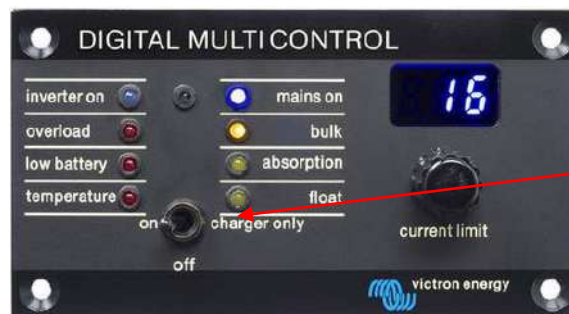 DIGITAL MULTI CONTROL
inverter on
overload
low battery
temperature
mains on
bulk
absorption
float
16
on
charger only
off
current limit
victron energy